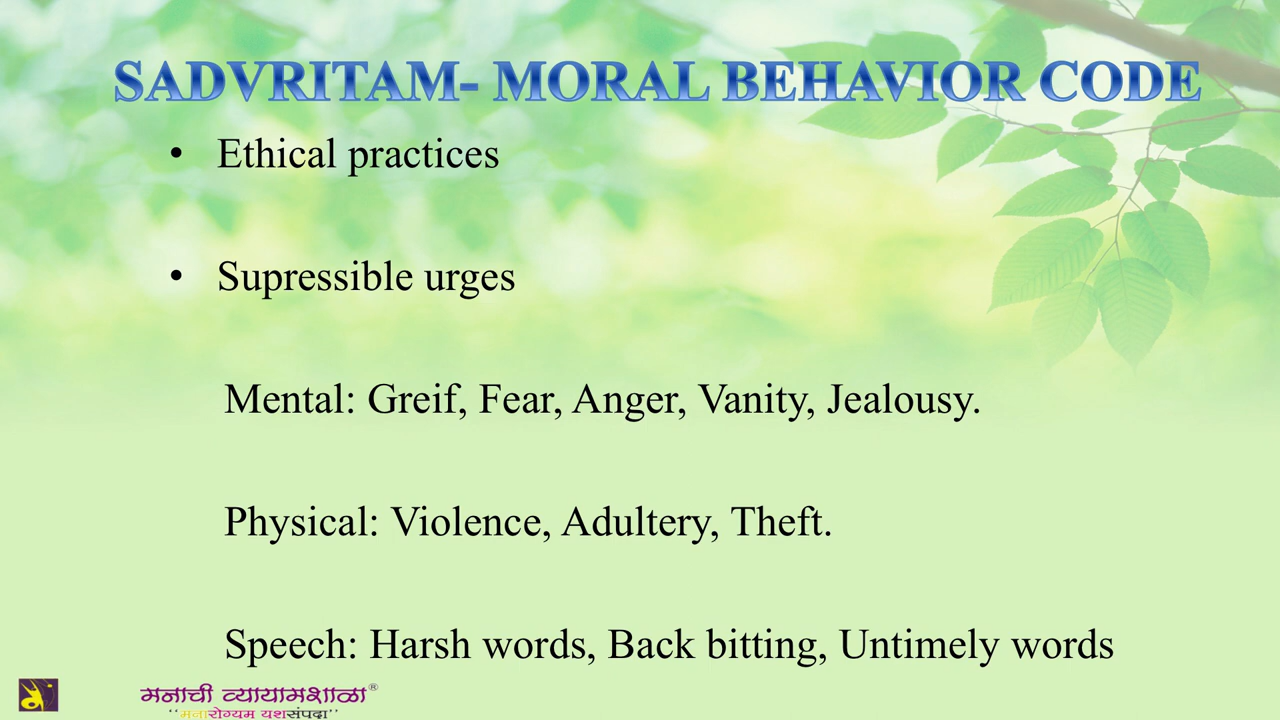 SADVRITAM- MORAL BEHAVIOR CODE
• Ethical practices
• Supressible urges
Mental: Greif, Fear, Anger, Vanity, Jealousy.
Physical: Violence, Adultery, Theft.
Speech: Harsh words, Back bitting, Untimely words
मनाची व्यायामशाळा®
“मनारोग्यम यशसंपदा”